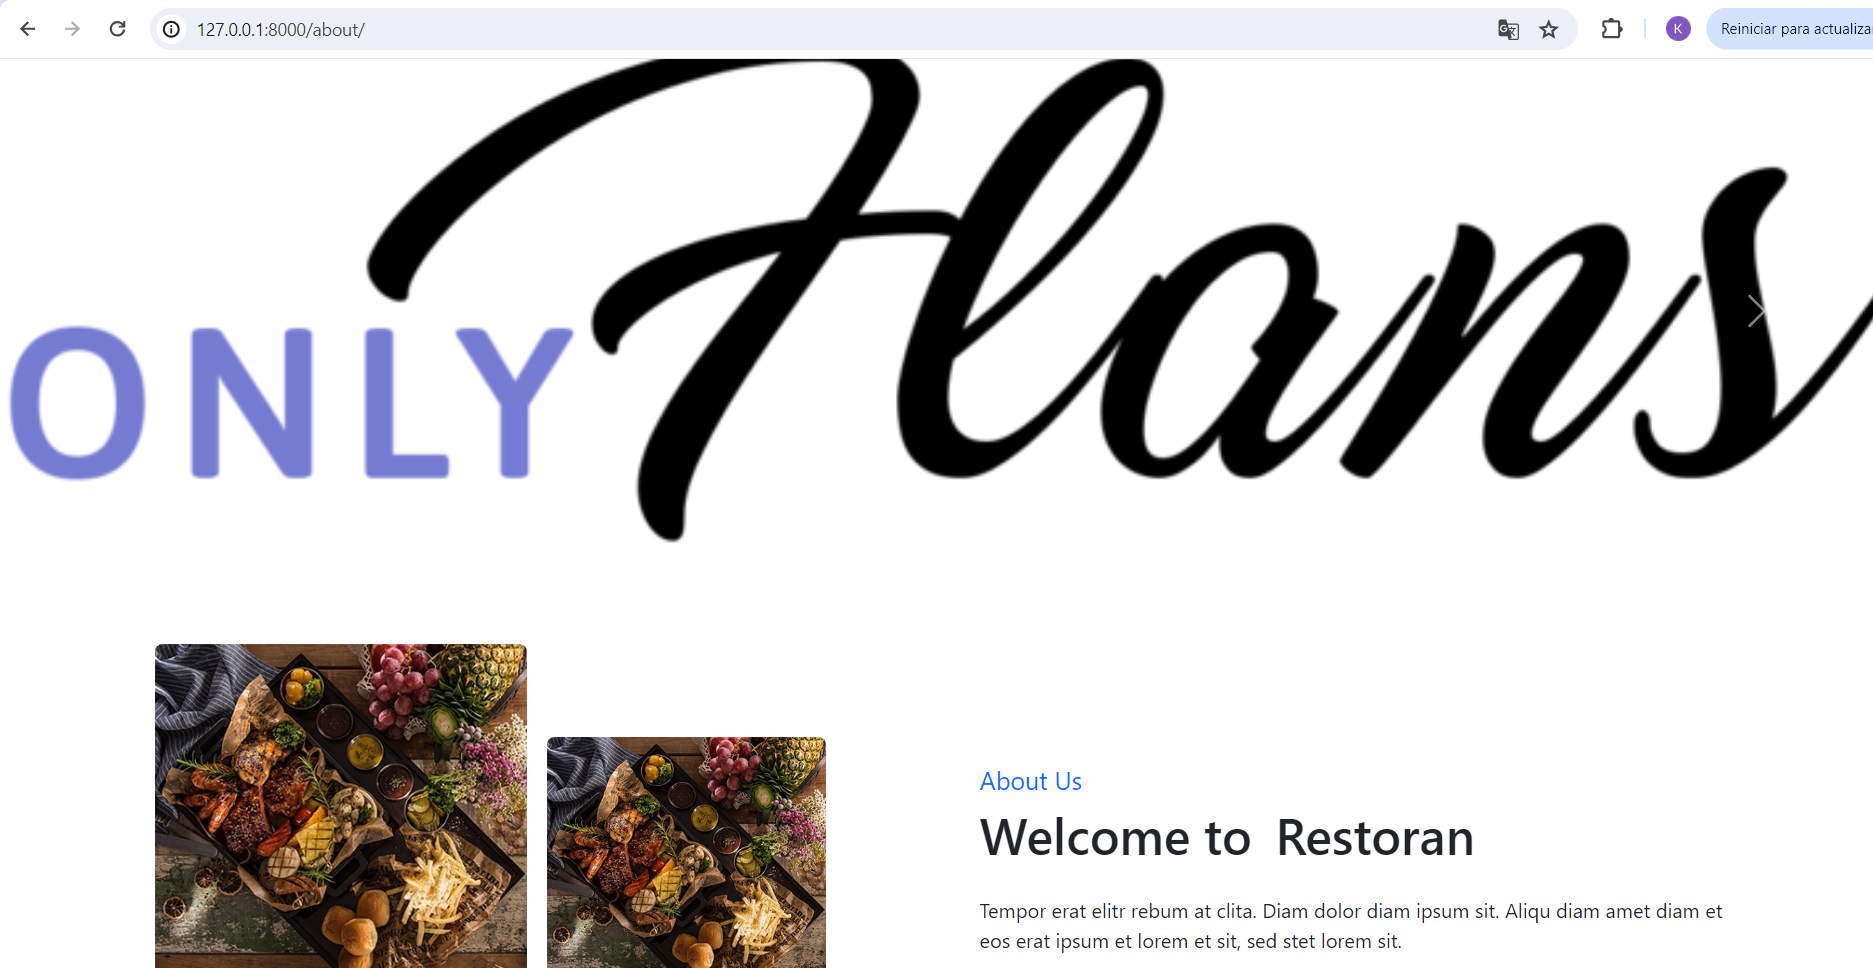 127.0.0.1:8000/about/
K
Reiniciar para actualiza
ONLY Flans
About Us
Welcome to Restoran
Tempor erat elitr rebum at clita. Diam dolor diam ipsum sit. Aliqu diam amet diam et
eos erat ipsum et lorem et sit, sed stet lorem sit.